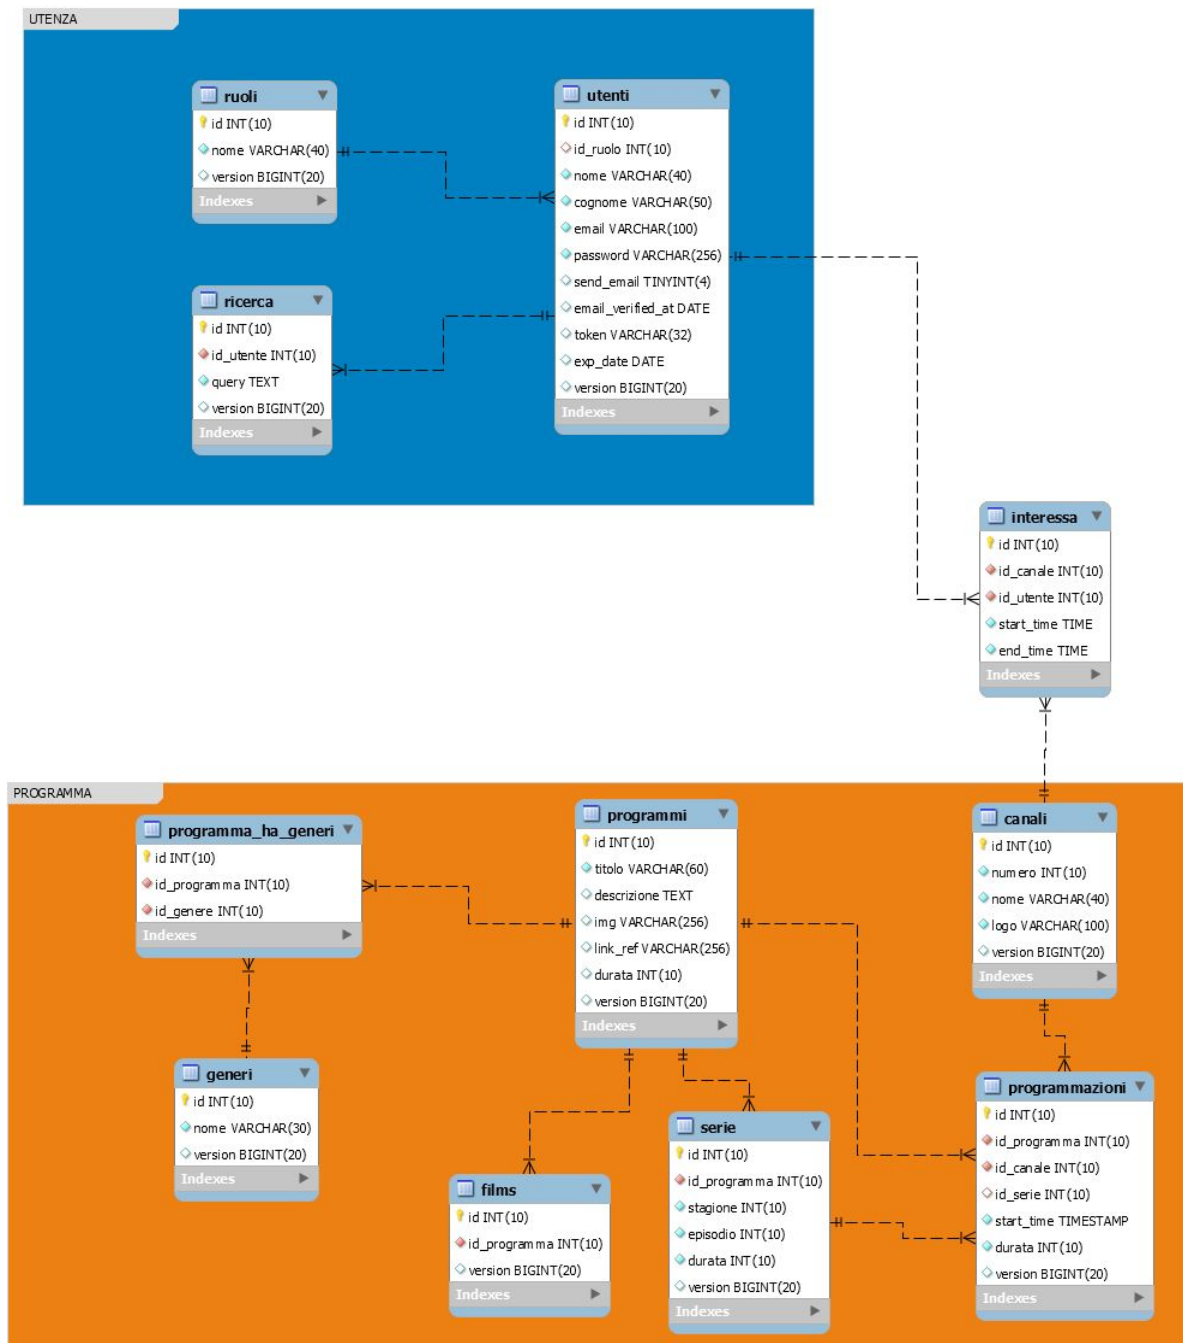 UTENZA
ruoli
id INT(10)
nome VARCHAR(40)
version BIGINT(20)
Indexes
utenti
id INT(10)
id_ruolo INT(10)
nome VARCHAR(40)
cognome VARCHAR(50)
email VARCHAR(100)
password VARCHAR(256)
send_email TINYINT(4)
email_verified_at DATE
token VARCHAR(32)
exp_date DATE
version BIGINT(20)
Indexes
ricerca
id INT(10)
id_utente INT(10)
query TEXT
version BIGINT(20)
Indexes
interessa
id INT(10)
id_canale INT(10)
id_utente INT(10)
start_time TIME
end_time TIME
Indexes
PROGRAMMA
programma_ha_generi
id INT(10)
id_programma INT(10)
id_genere INT(10)
Indexes
programmi
id INT(10)
titolo VARCHAR(60)
descrizione TEXT
img VARCHAR(256)
link_ref VARCHAR(256)
durata INT(10)
version BIGINT(20)
Indexes
canali
id INT(10)
numero INT(10)
nome VARCHAR(40)
logo VARCHAR(100)
version BIGINT(20)
Indexes
generi
id INT(10)
nome VARCHAR(30)
version BIGINT(20)
Indexes
films
id INT(10)
id_programma INT(10)
version BIGINT(20)
Indexes
serie
id INT(10)
id_programma INT(10)
stagione INT(10)
episodio INT(10)
durata INT(10)
version BIGINT(20)
Indexes
programmazioni
id INT(10)
id_programma INT(10)
id_canale INT(10)
id_serie INT(10)
start_time TIMESTAMP
durata INT(10)
version BIGINT(20)
Indexes